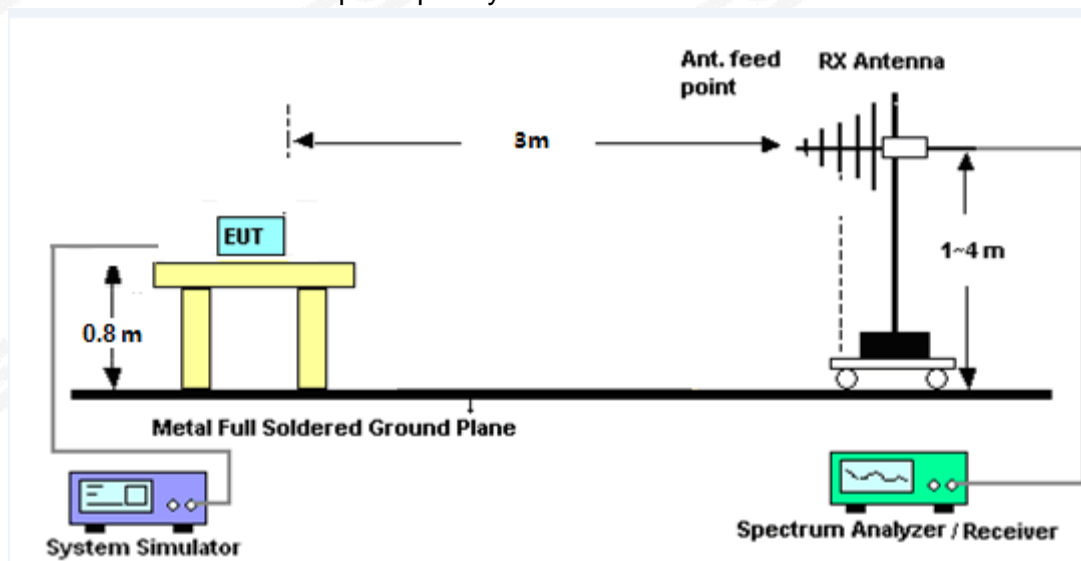 Ant. feed
point
RX Antenna
3m
EUT
1~4 m
0.8 m
Metal Full Soldered Ground Plane
System Simulator
Spectrum Analyzer / Receiver